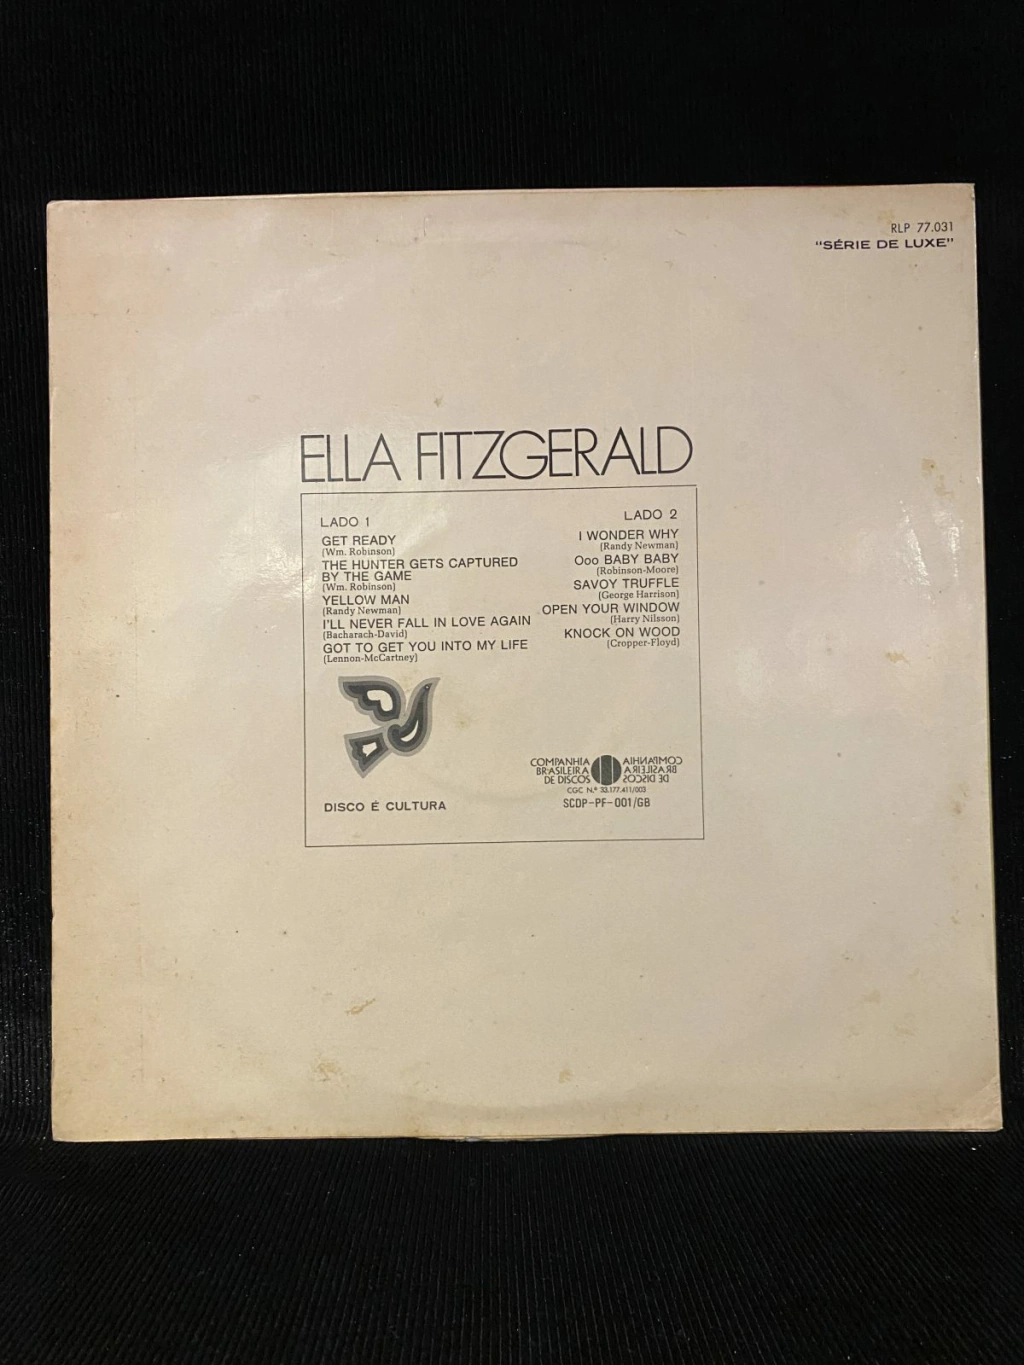 RLP 77.031
"SÉRIE DE LUXE"
ELLA FITZGERALD
LADO 1
GET READY
(Wm. Robinson)
THE HUNTER GETS CAPTURED
BY THE GAME
(Wm. Robinson)
YELLOW MAN
(Randy Newman)
I'LL NEVER FALL IN LOVE AGAIN
(Bacharach-David)
GOT TO GET YOU INTO MY LIFE
(Lennon-McCartney)
LADO 2
I WONDER WHY
(Randy Newman)
Ooo BABY BABY
(Robinson-Moore)
SAVOY TRUFFLE
(George Harrison)
OPEN YOUR WINDOW
(Harry Nilsson)
KNOCK ON WOOD
(Cropper-Floyd)
DISCO É CULTURA
COMPANHIA
BRASILEIRA
DE DISCOS
COMPANHIA
BRASILEIRA
DE DISCOS
CGC N.º 33.177.411/003
SCDP-PF-001/GB